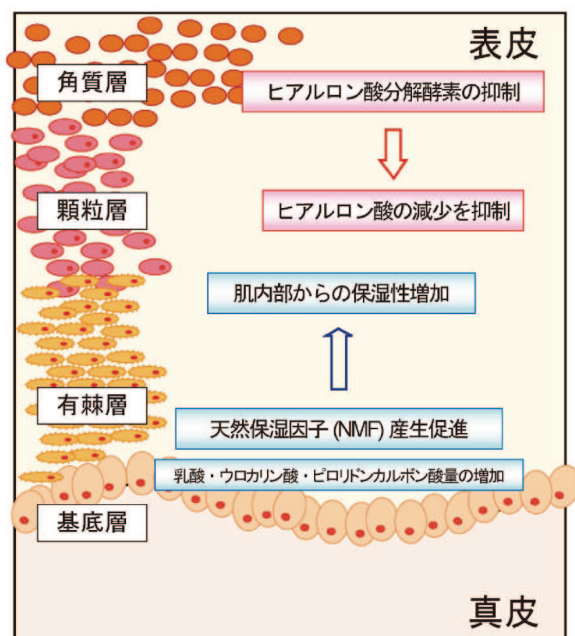 表皮
角質層
ヒアルロン酸分解酵素の抑制
顆粒層
ヒアルロン酸の減少を抑制
肌内部からの保湿性増加
有棘層
天然保湿因子 (NMF) 産生促進
乳酸・ウロカリン酸・ピロリドンカルボン酸量の増加
基底層
真皮